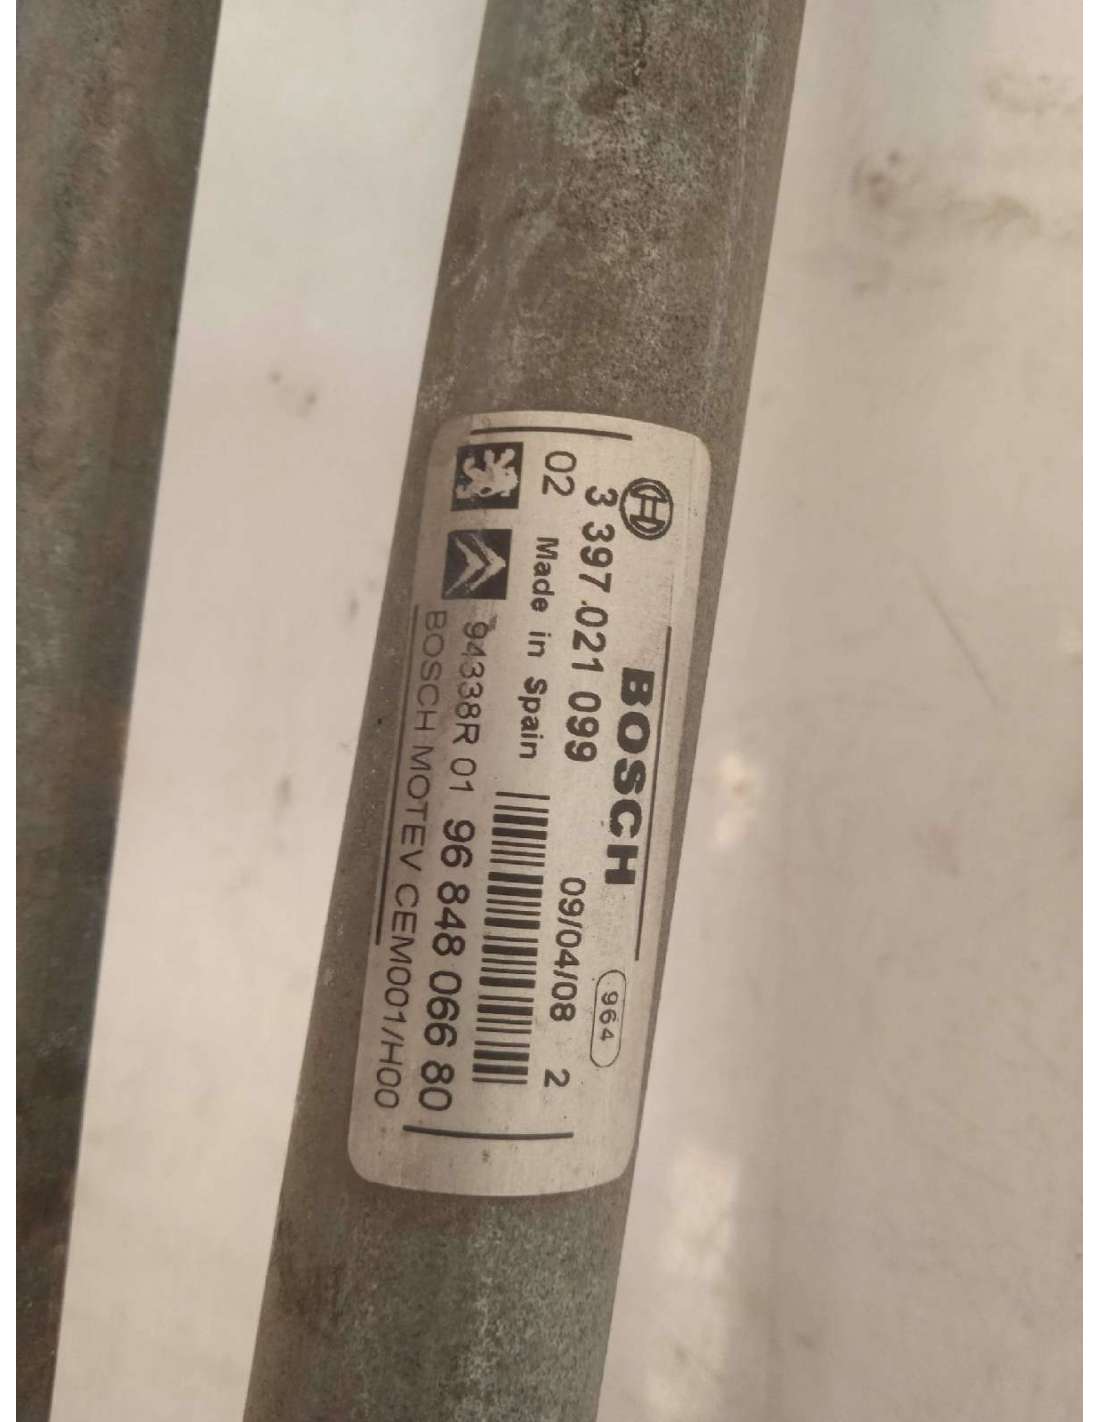 BOSCH
964
3 397 021 099
09/04/08 2
02 Made in Spain
94338R 01 96 848 066 80
BOSCH MOTEV CEM001/H00